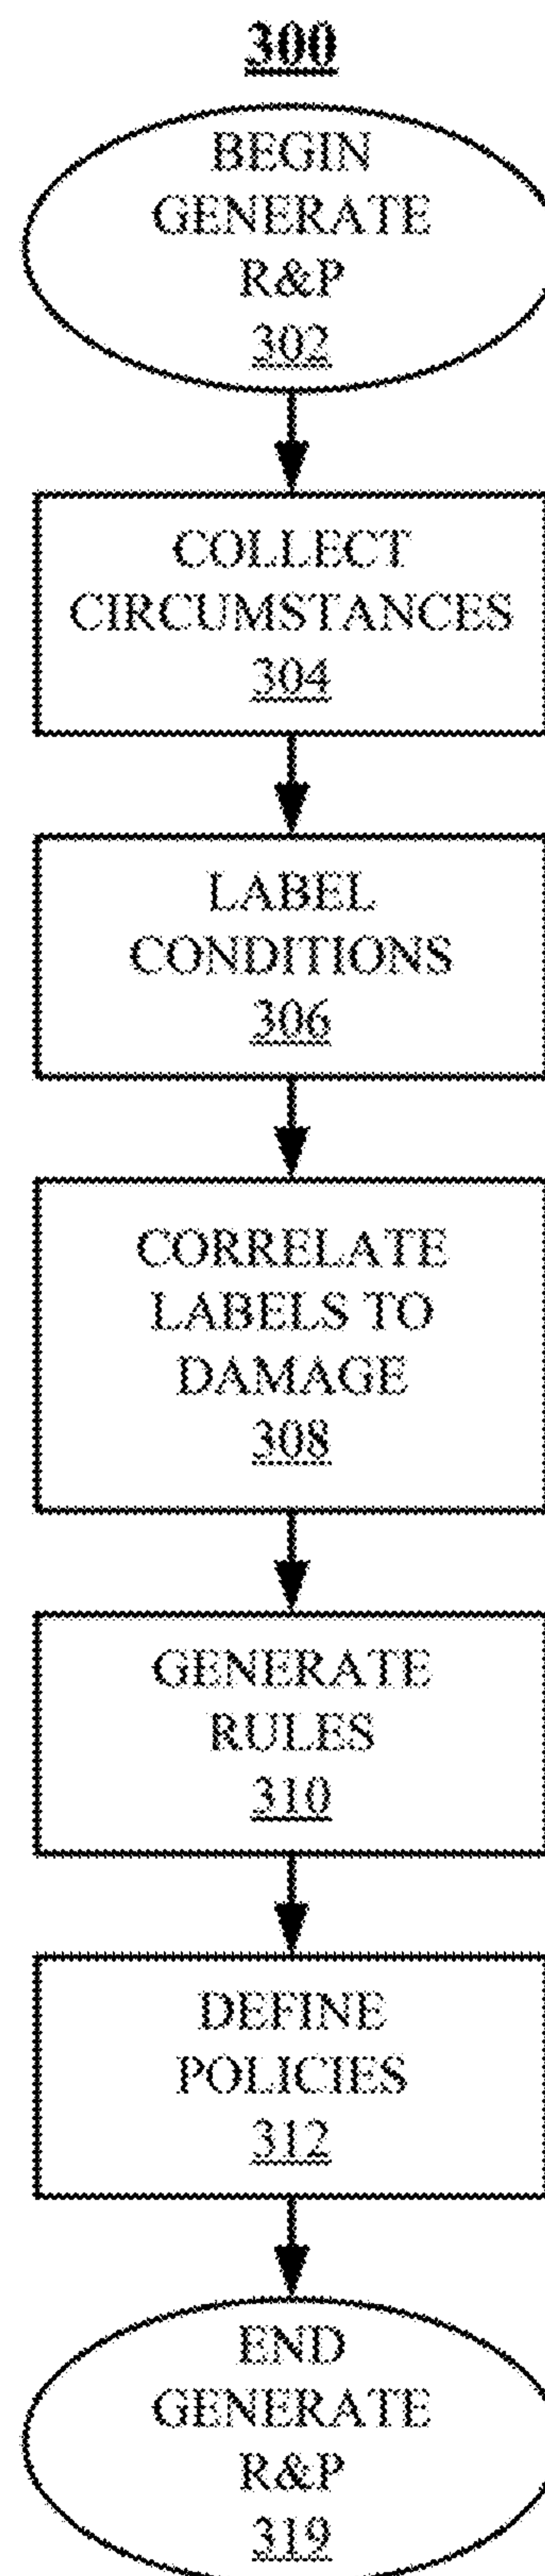 300
BEGIN
GENERATE
R&P
302
COLLECT
CIRCUMSTANCES
304
LABEL
CONDITIONS
306
CORRELATE
LABELS TO
DAMAGE
308
GENERATE
RULES
310
DEFINE
POLICIES
312
END
GENERATE
R&P
319